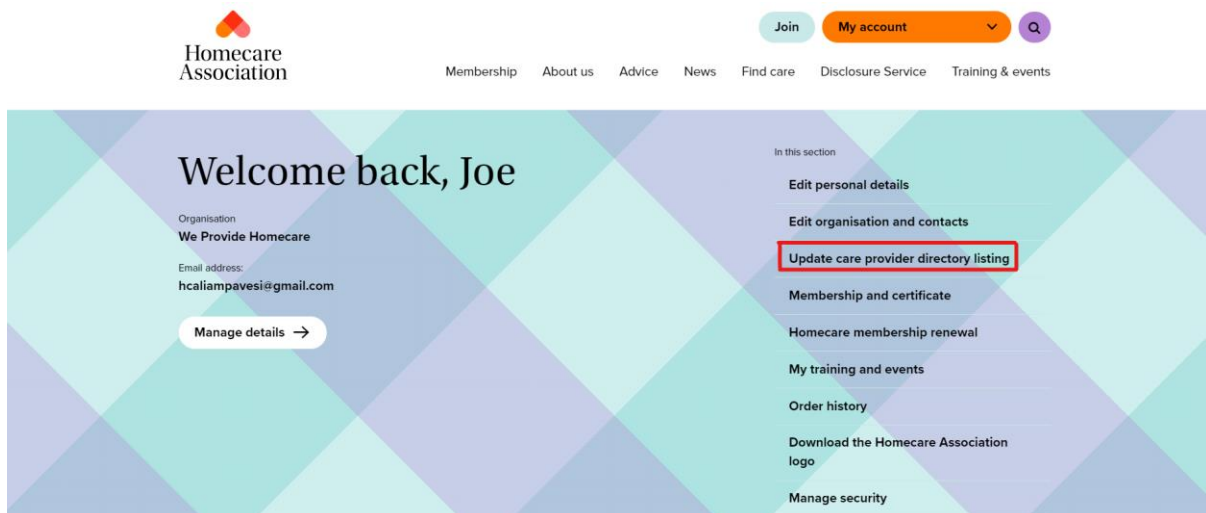 Homecare
Association
Join
My account
Membership
About us
Advice
News
Find care
Disclosure Service
Training & events
Welcome back, Joe
Organisation
We Provide Homecare
Email address:
hcaliampavesi@gmail.com
Manage details
In this section
Edit personal details
Edit organisation and contacts
Update care provider directory listing
Membership and certificate
Homecare membership renewal
My training and events
Order history
Download the Homecare Association
logo
Manage security